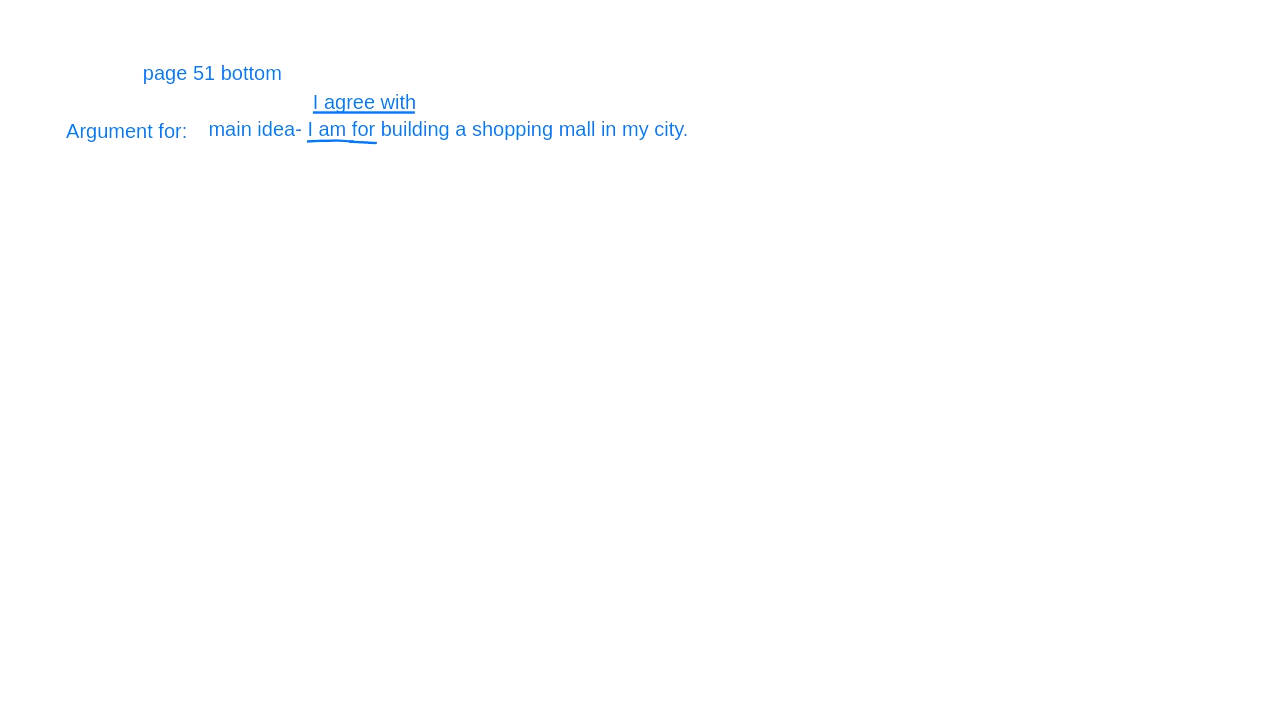 page 51 bottom
I agree with
Argument for: main idea- I am for building a shopping mall in my city.